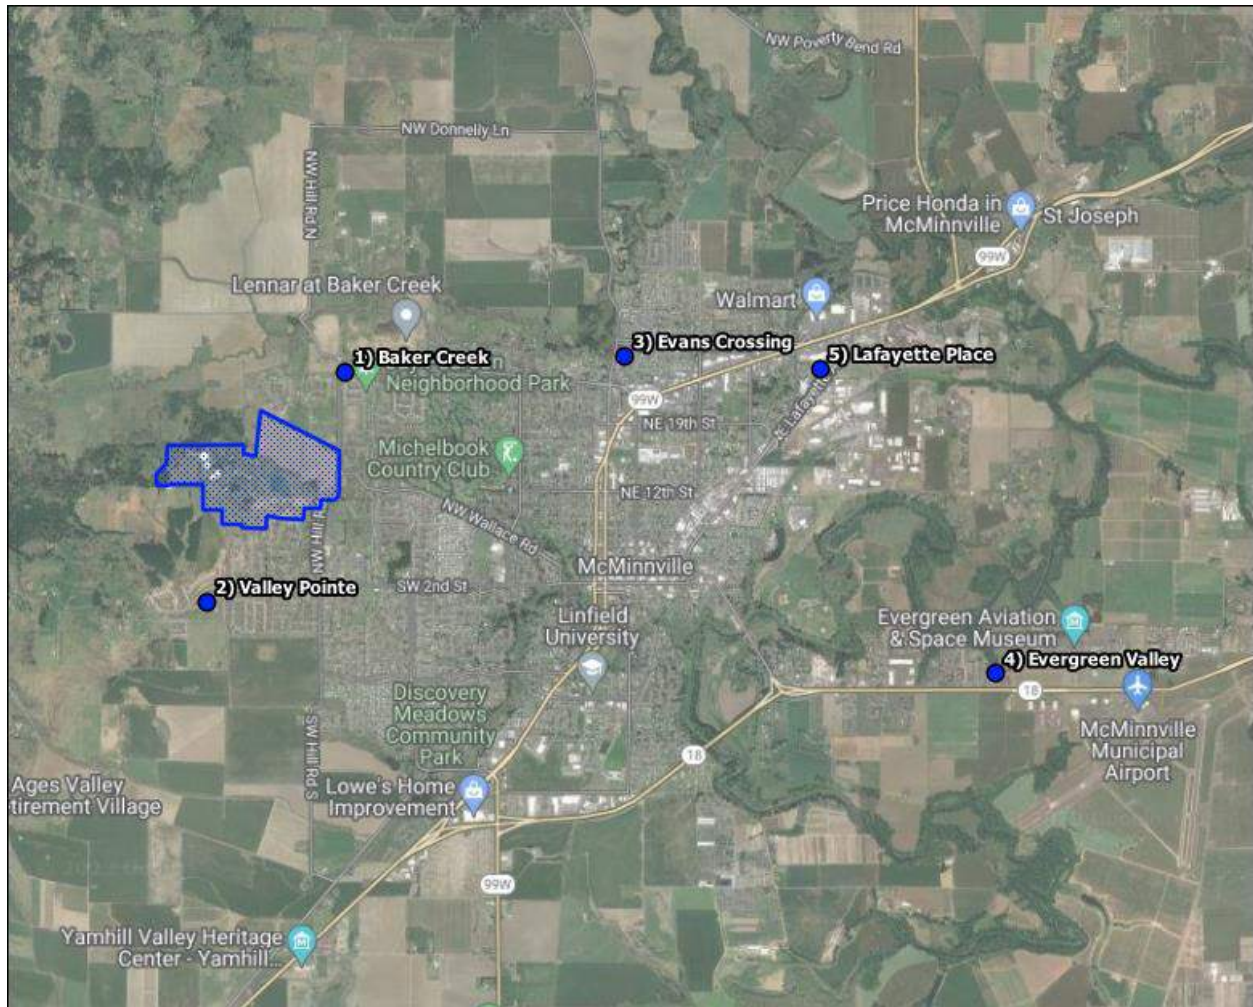 NW Poverty Bend Rd
NW Donnelly Ln
NW Hill Rd N
Price Honda in
McMinnville
St Joseph
99W
Lennar at Baker Creek
Walmart
3) Evans Crossing
1) Baker Creek
5) Lafayette Place
Neighborhood Park
99W
NE 19th St
Michelbook
Country Club
NE 12th St
NW Wallace Rd
NW Hill
McMinnville
2) Valley Pointe
SW 2nd St
Linfield
University
Evergreen Aviation
& Space Museum
4) Evergreen Valley
18
Discovery
Meadows
Community
Park
SW Hill Rd S
18
McMinnville
Municipal
Airport
Ages Valley
tirement Village
Lowe's Home
Improvement
99W
Yamhill Valley Heritage
Center - Yamhill...